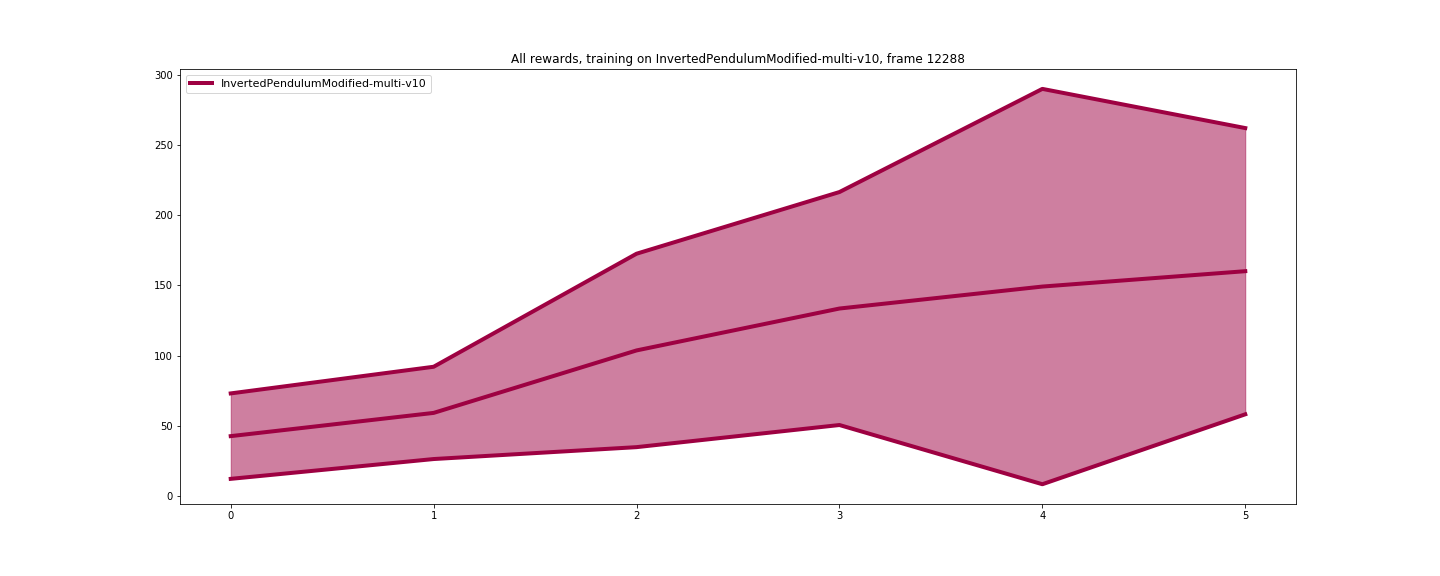 All rewards, training on InvertedPendulumModified-multi-v10, frame 12288
InvertedPendulumModified-multi-v10
300
250
200
150
100
50
0
0 1 2 3 4 5